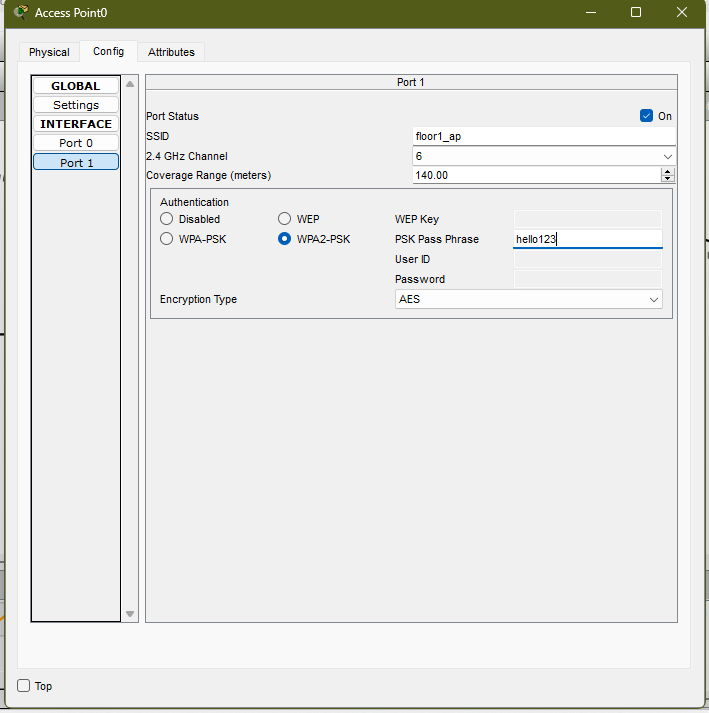 Access Point0
Physical Config Attributes
GLOBAL
Settings
INTERFACE
Port 0
Port 1
Port 1
Port Status On
SSID floor1_ap
2.4 GHz Channel 6
Coverage Range (meters) 140.00
Authentication
Disabled WEP WEP Key
WPA-PSK WPA2-PSK PSK Pass Phrase hello123
User ID
Password
Encryption Type AES
Top